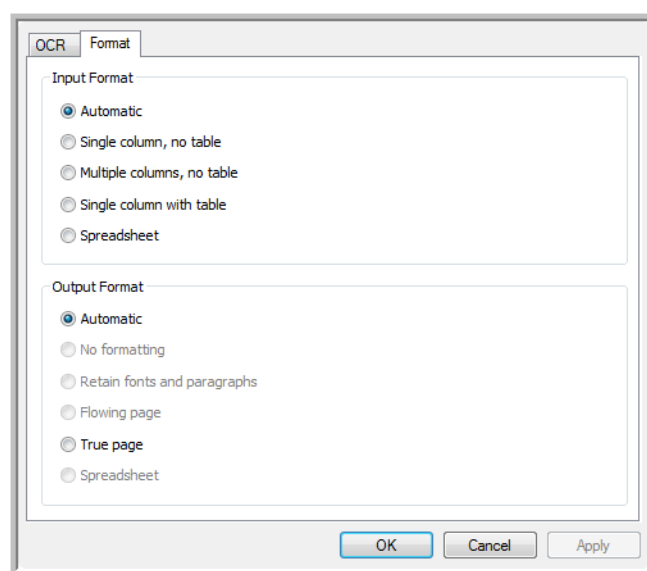 OCR Format
Input Format
Automatic
Single column, no table
Multiple columns, no table
Single column with table
Spreadsheet
Output Format
Automatic
No formatting
Retain fonts and paragraphs
Flowing page
True page
Spreadsheet
OK Cancel Apply